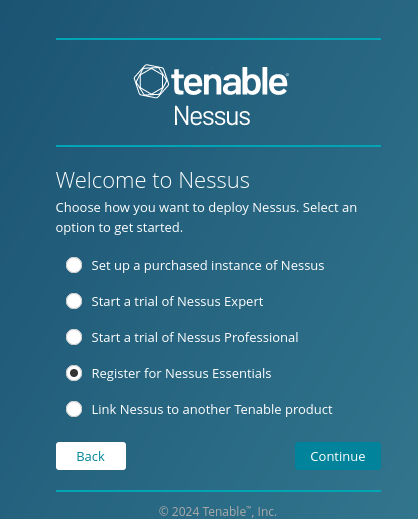 tenable®
Nessus
Welcome to Nessus
Choose how you want to deploy Nessus. Select an
option to get started.
Set up a purchased instance of Nessus
Start a trial of Nessus Expert
Start a trial of Nessus Professional
Register for Nessus Essentials
Link Nessus to another Tenable product
Back Continue
© 2024 Tenable™, Inc.